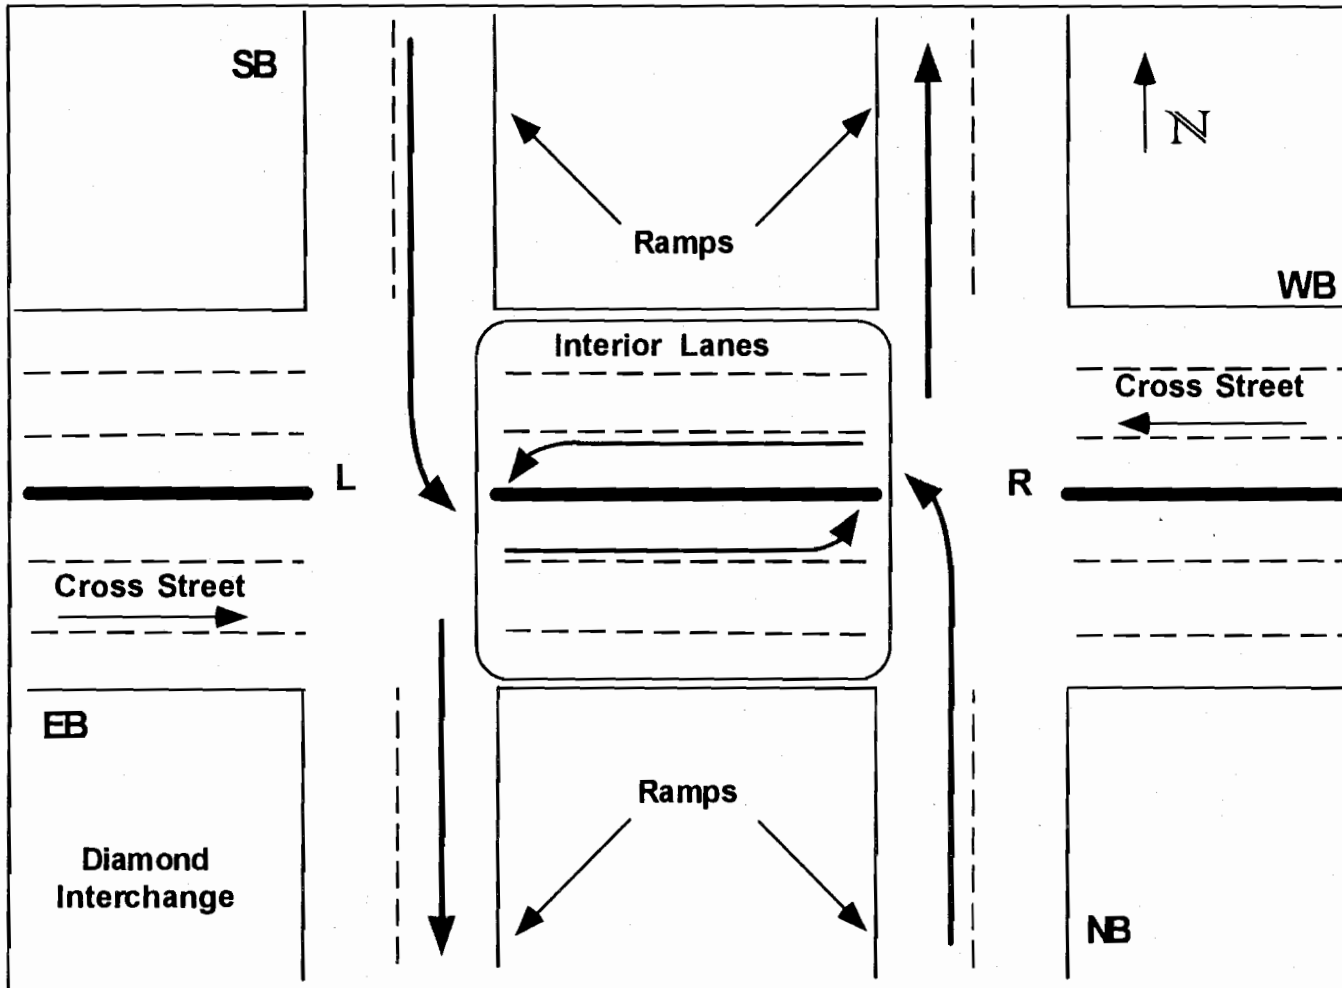 SB
N
Ramps
WB
Interior Lanes
Cross Street
L
R
Cross Street
EB
Ramps
Diamond
Interchange
NB